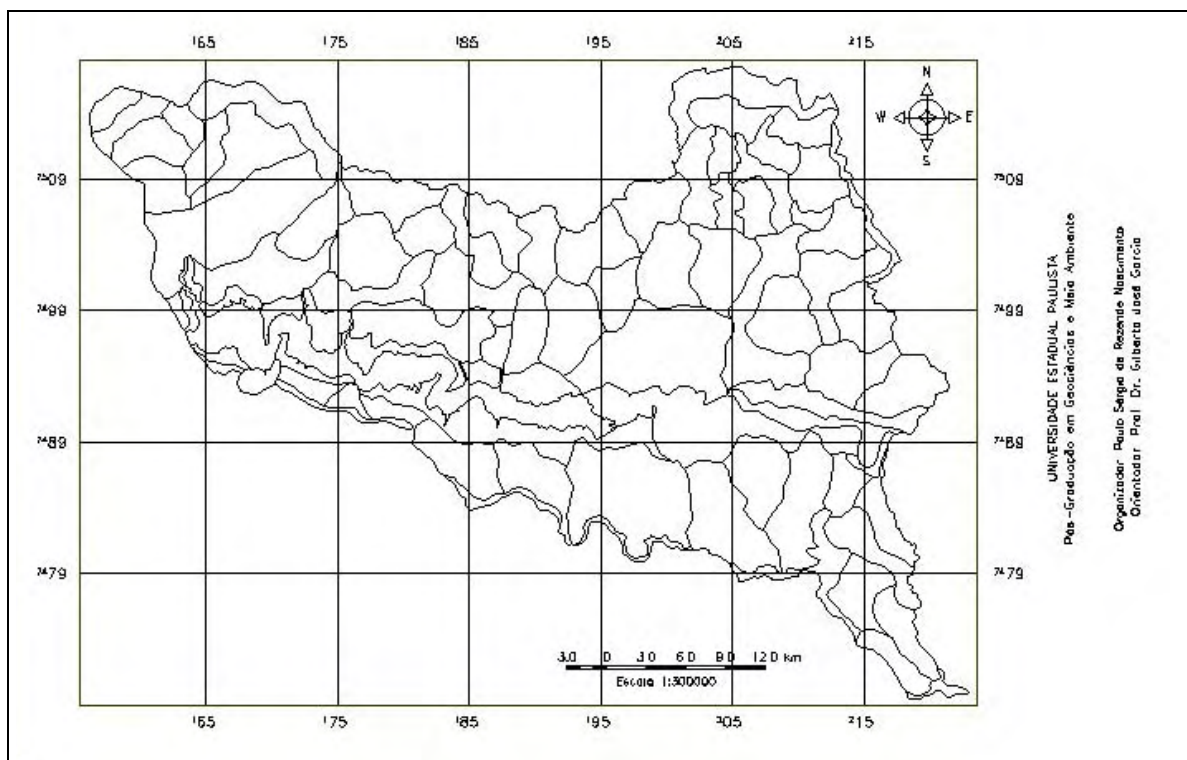 165 175 185 195 205 215
N
W E
S
7509 7509
7499 7499
7489 7489
7479 7479
3.0 0 3.0 6.0 9.0 12.0 km
Escala 1:300000
165 175 185 195 205 215
UNIVERSIDADE ESTADUAL PAULISTA
Pós-Graduação em Geociências e Meio Ambiente
Organizador Paulo Sérgio de Rezende Nascimento
Orientador Prof. Dr. Gilberto José Garcia